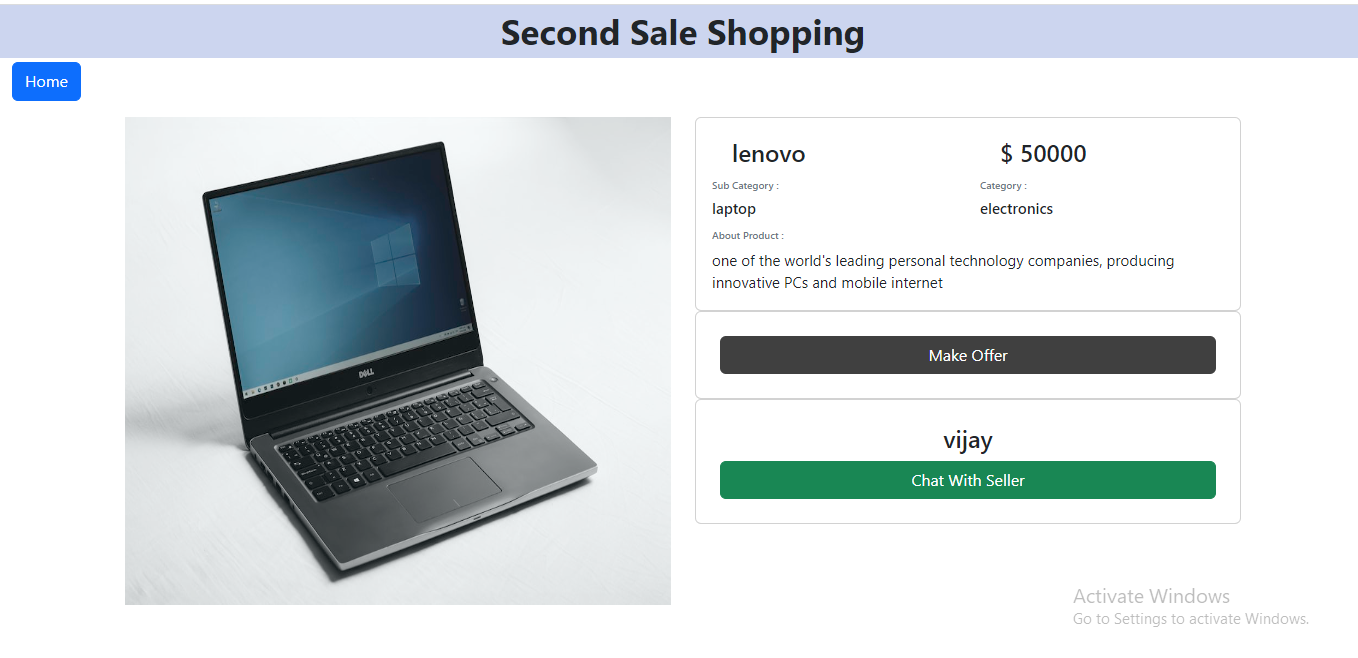 Second Sale Shopping
Home
DELL
lenovo
$ 50000
Sub Category :
Category :
laptop
electronics
About Product :
one of the world's leading personal technology companies, producing
innovative PCs and mobile internet
Make Offer
vijay
Chat With Seller
Activate Windows
Go to Settings to activate Windows.